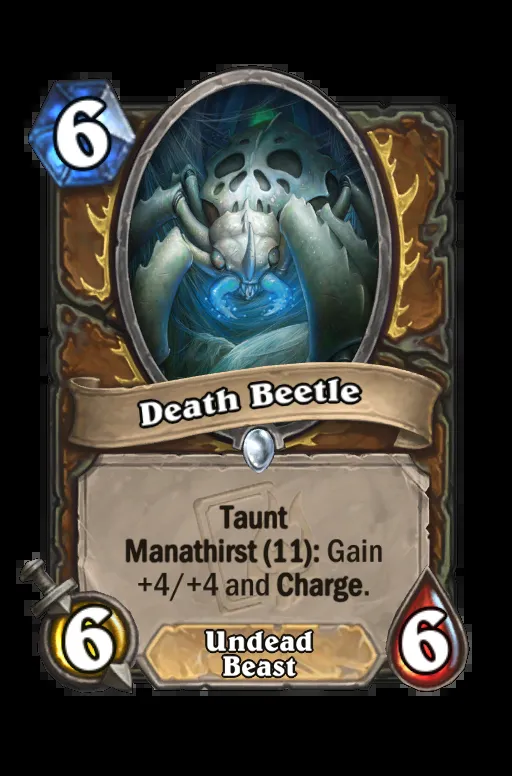 6
Death Beetle
Taunt
Manathirst (11): Gain
+4/+4 and Charge.
6
Undead
Beast
6